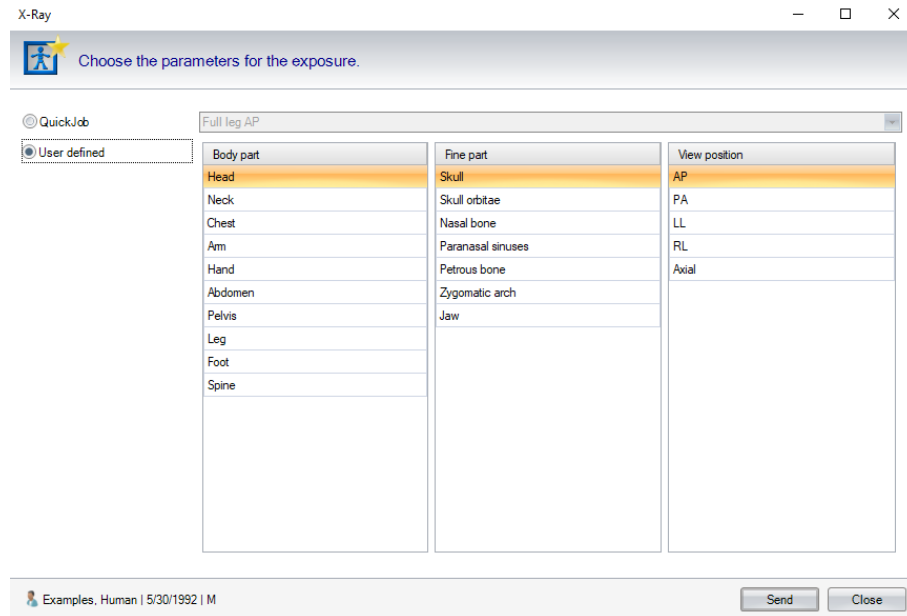 X-Ray
Choose the parameters for the exposure.
QuickJob
Full leg AP
User defined
Body part
Fine part
View position
Head
Skull
AP
Neck
Skull orbitae
PA
Chest
Nasal bone
LL
Arm
Paranasal sinuses
RL
Hand
Petrous bone
Axial
Abdomen
Zygomatic arch
Pelvis
Jaw
Leg
Foot
Spine
Examples, Human | 5/30/1992 | M
Send
Close